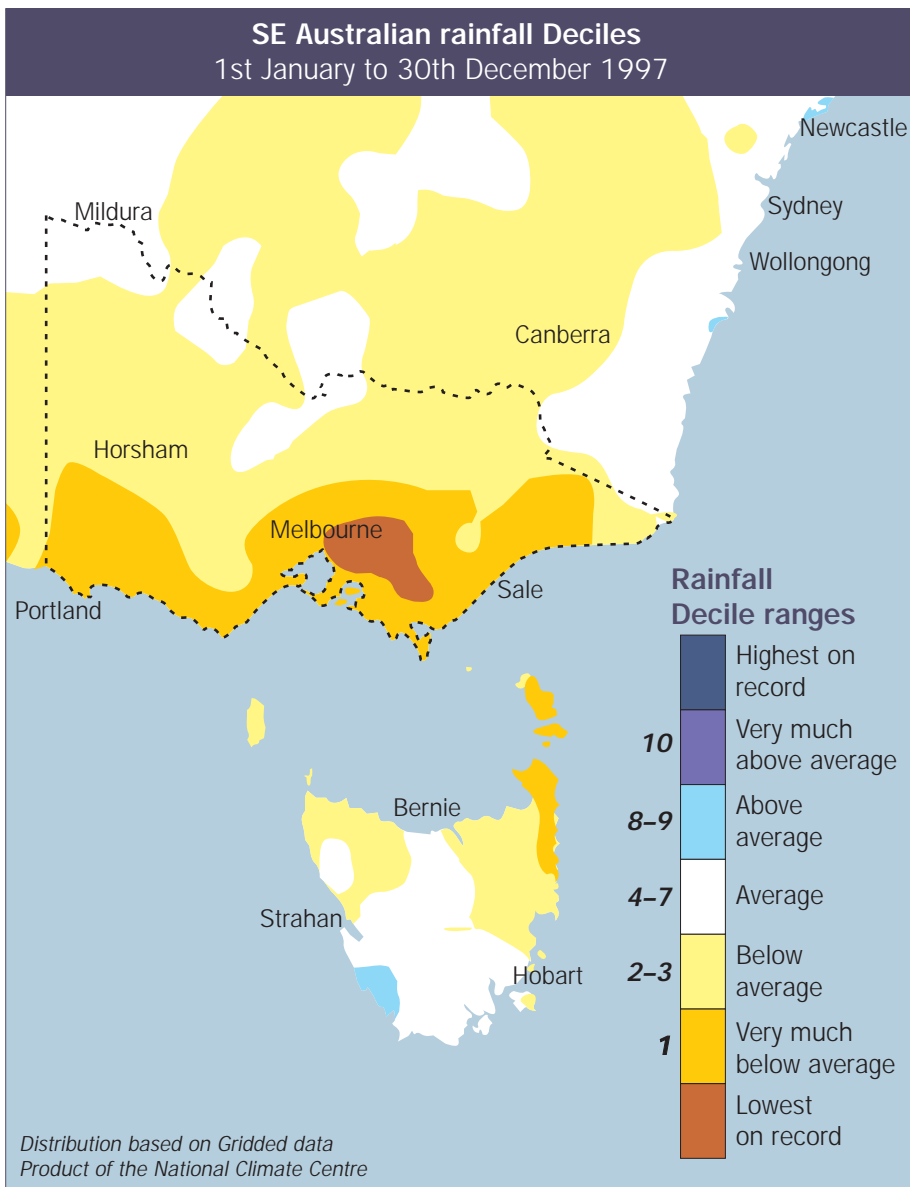 SE Australian rainfall Deciles
1st January to 30th December 1997
Newcastle
Mildura
Sydney
Wollongong
Canberra
Horsham
Melbourne
Sale
Portland
Bernie
Strahan
Hobart
Rainfall
Decile ranges
Highest on
record
10 Very much
above average
8–9 Above
average
4–7 Average
2–3 Below
average
1 Very much
below average
Lowest
on record
Distribution based on Gridded data
Product of the National Climate Centre